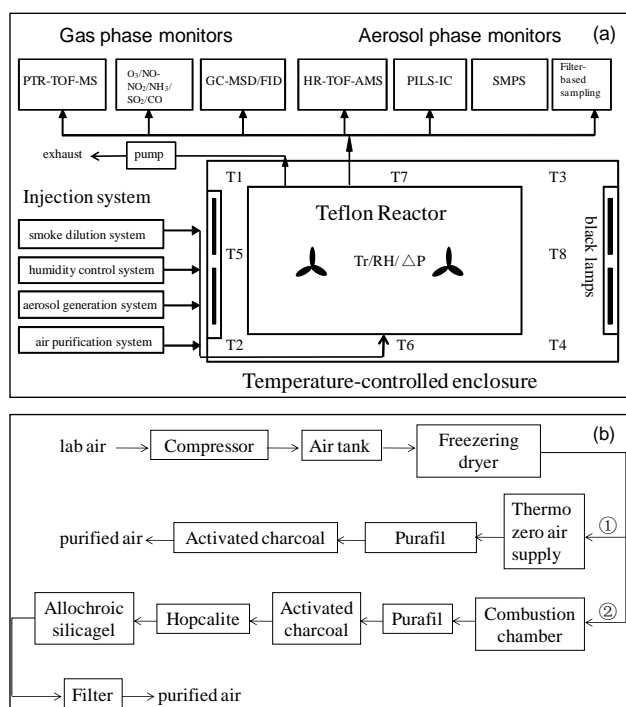 Gas phase monitors
Aerosol phase monitors
(a)
PTR-TOF-MS
O3/NO-
NO2/NH3/
SO2/CO
GC-MSD/FID
HR-TOF-AMS
PILS-IC
SMPS
Filter-
based
sampling
exhaust
pump
T1
T7
T3
Injection system
Teflon Reactor
smoke dilution system
humidity control system
aerosol generation system
air purification system
T5
Tr/RH/△P
T8
black lamps
T2
T6
T4
Temperature-controlled enclosure
(b)
lab air
Compressor
Air tank
Freezering
dryer
①
Thermo
zero air
supply
Purafil
Activated charcoal
purified air
②
Combustion
chamber
Purafil
Activated
charcoal
Hopcalite
Allochroic
silicagel
Filter
purified air